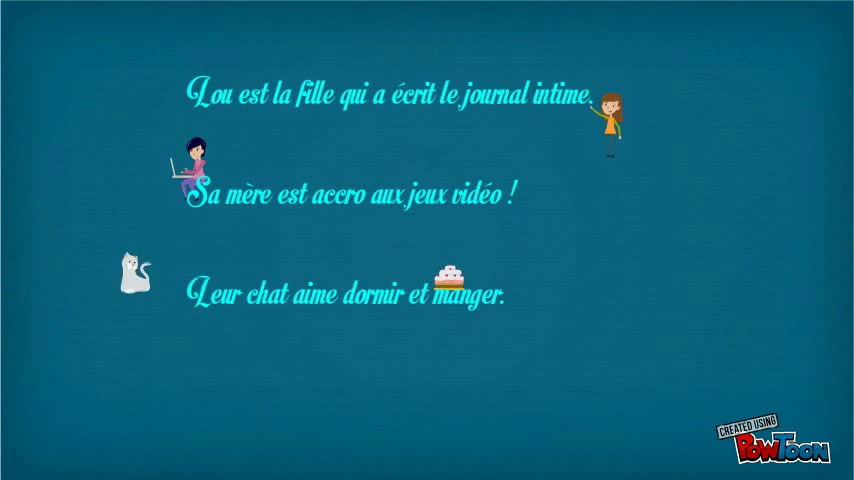 Lou est la fille qui a écrit le journal intime.
Sa mère est accro aux jeux vidéo !
Leur chat aime dormir et manger.
CREATED USING
POWTOON